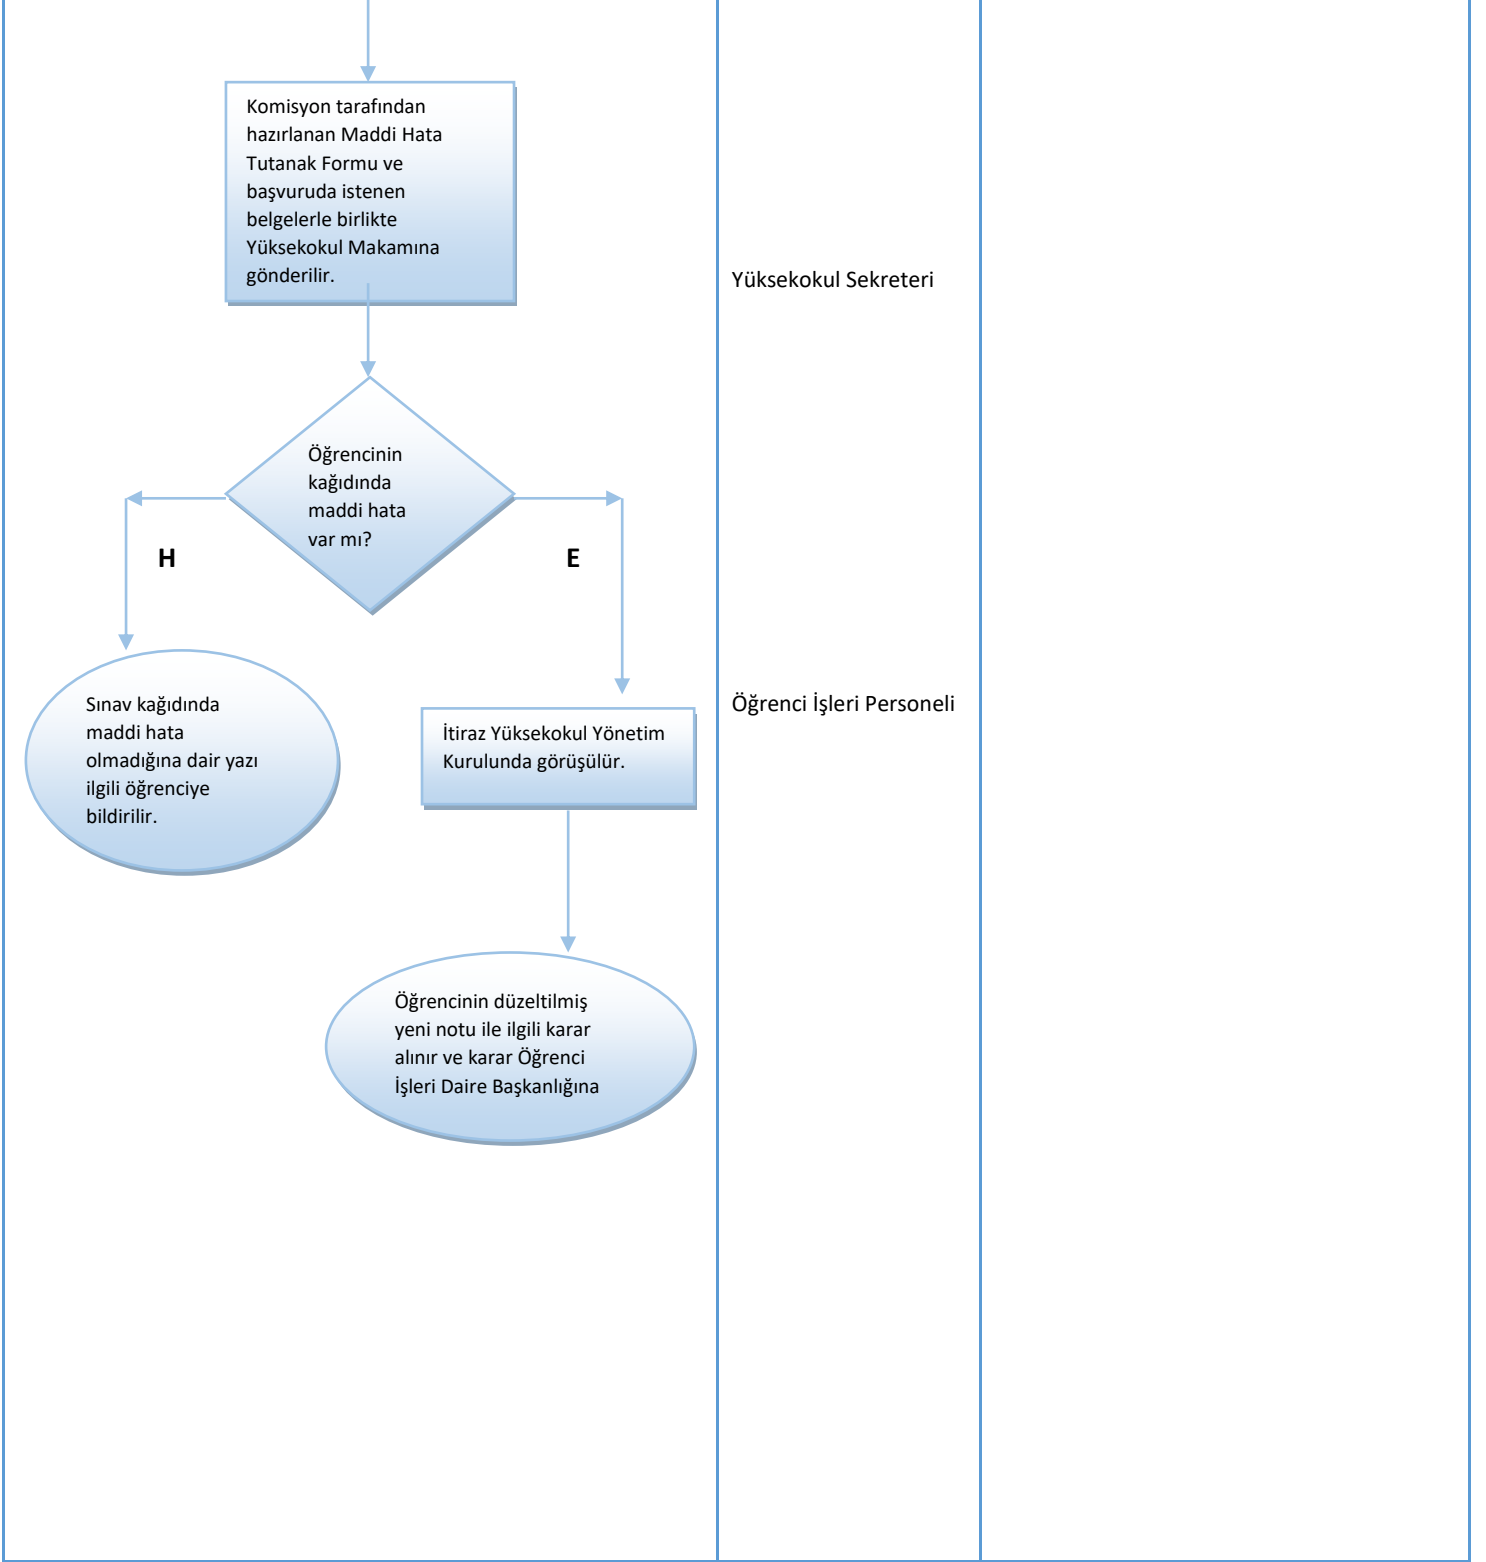 Komisyon tarafından
hazırlanan Maddi Hata
Tutanak Formu ve
başvuruda istenen
belgelerle birlikte
Yüksekokul Makamına
gönderilir.
Yüksekokul Sekreteri
Öğrencinin
kağıdında
maddi hata
var mı?
H
E
Sınav kağıdında
maddi hata
olmadığına dair yazı
ilgili öğrenciye
bildirilir.
İtiraz Yüksekokul Yönetim
Kurulunda görüşülür.
Öğrenci İşleri Personeli
Öğrencinin düzeltilmiş
yeni notu ile ilgili karar
alınır ve karar Öğrenci
İşleri Daire Başkanlığına